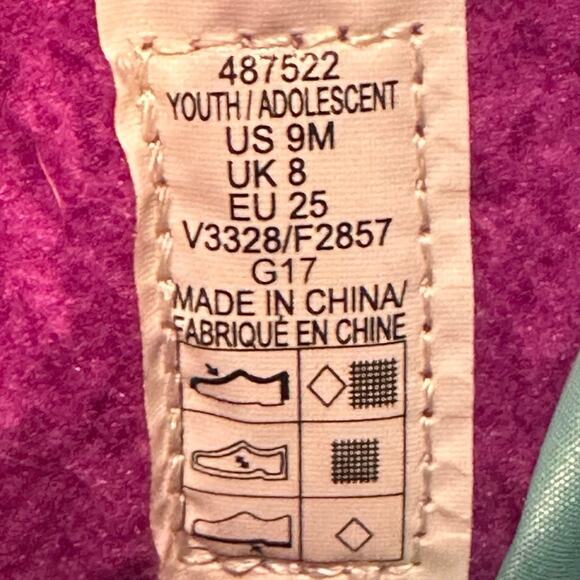 487522
YOUTH / ADOLESCENT
US 9M
UK 8
EU 25
V3328/F2857
G17
MADE IN CHINA/
FABRIQUÉ EN CHINE